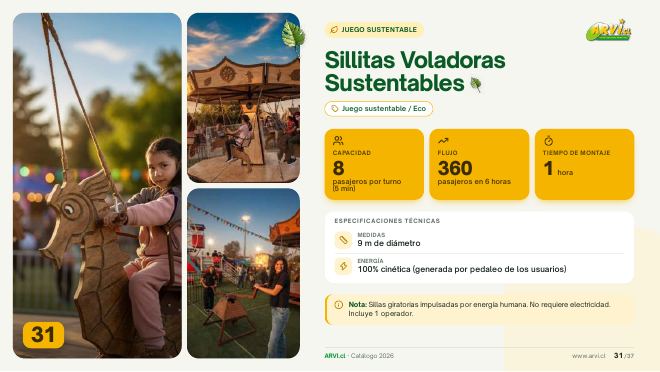 JUEGO SUSTENTABLE
ARVI.CL
Sillitas Voladoras
Sustentables
Juego sustentable / Eco
CAPACIDAD
8
pasajeros por turno
(8 min)
FLUJO
360
pasajeros en 6 horas
TIEMPO DE MONTAJE
1 hora
ESPECIFICACIONES TÉCNICAS
MEDIDAS
9 m de diámetro
ENERGÍA
100% cinética (generada por pedaleo de los usuarios)
Nota: Sillas giratorias impulsadas por energía humana. No requiere electricidad.
Incluye 1 operador.
31
ARVI.cl · Catálogo 2026
www.arvi.cl 31 /37